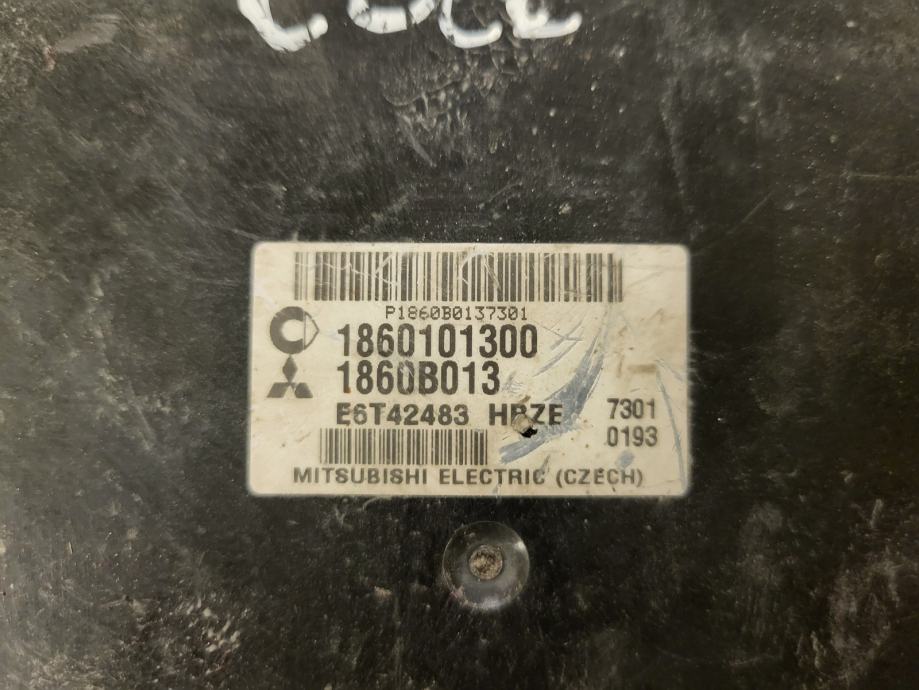 P1860B0137301
1860101300
1860B013
E6T42483 HBZE 7301
0193
MITSUBISHI ELECTRIC (CZECH)